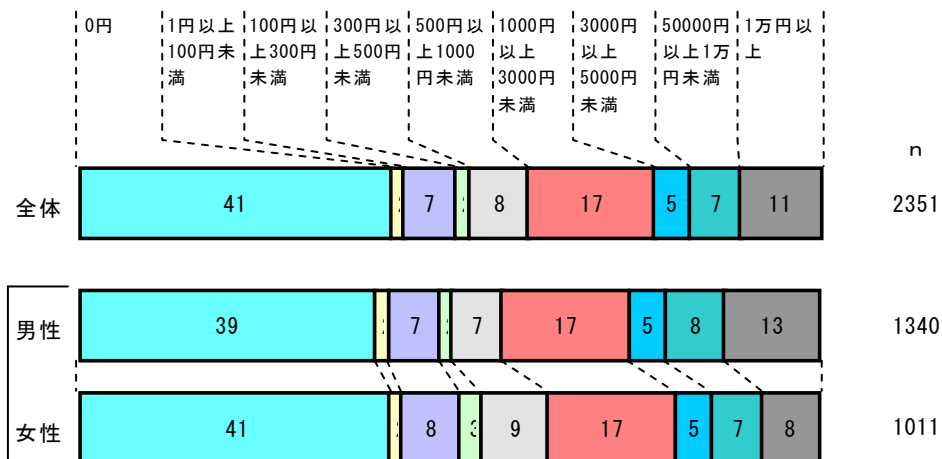 0円
1円以上
100円未
満
100円以
上300円
未満
300円以
上500円
未満
500円以
上1000
円未満
1000円
以上
3000円
未満
3000円
以上
5000円
未満
50000円
以上1万
円未満
1万円以
上
n
全体 41 7 8 17 5 7 11 2351
男性 39 7 7 17 5 8 13 1340
女性 41 8 3 9 17 5 7 8 1011